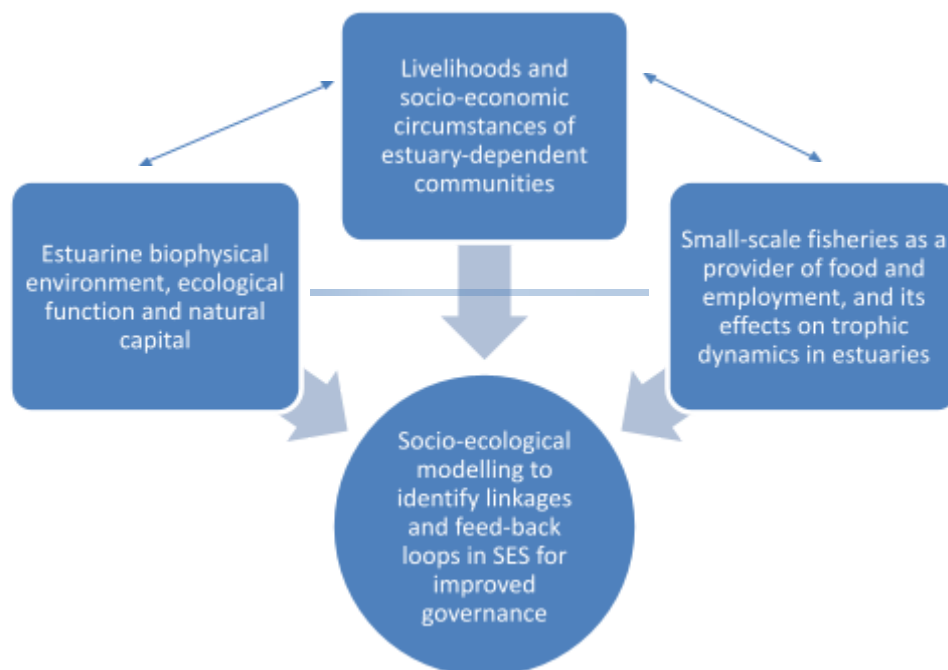 Livelihoods and
socio-economic
circumstances of
estuary-dependent
communities
Estuarine biophysical
environment, ecological
function and natural
capital
Small-scale fisheries as a
provider of food and
employment, and its
effects on trophic
dynamics in estuaries
Socio-ecological
modelling to
identify linkages
and feed-back
loops in SES for
improved
governance